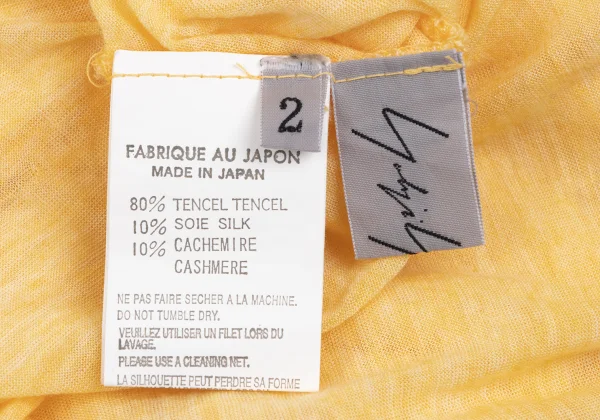 2
FABRIQUE AU JAPON
MADE IN JAPAN
80% TENCEL TENCEL
10% SOIE SILK
10% CACHEMIRE
CASHMERE
NE PAS FAIRE SECHER A LA MACHINE.
DO NOT TUMBLE DRY.
VEUILLEZ UTILISER UN FILET LORS DU
LAVAGE.
PLEASE USE A CLEANING NET.
LA SILHOUETTE PEUT PERDRE SA FORME